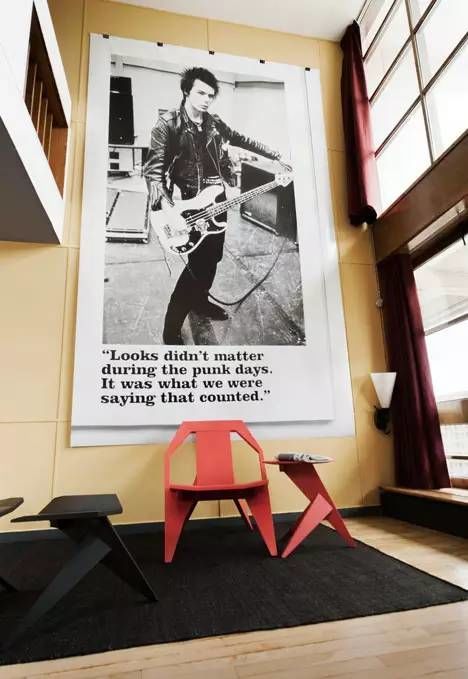 “Looks didn’t matter
during the punk days.
It was what we were
saying that counted.”